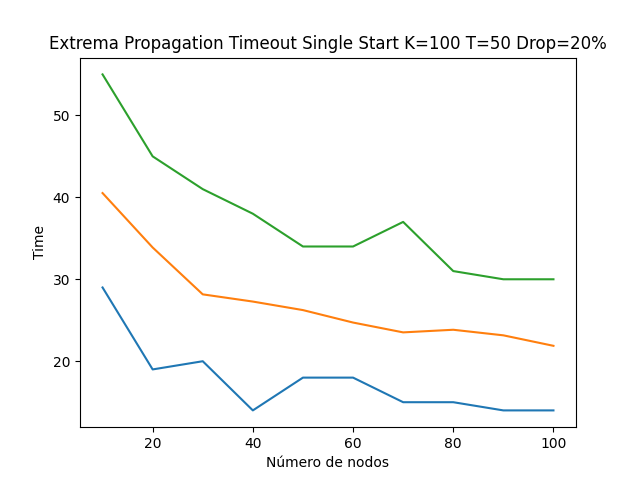 Extrema Propagation Timeout Single Start K=100 T=50 Drop=20%
50
40
30
20
Time
20 40 60 80 100
Número de nodos